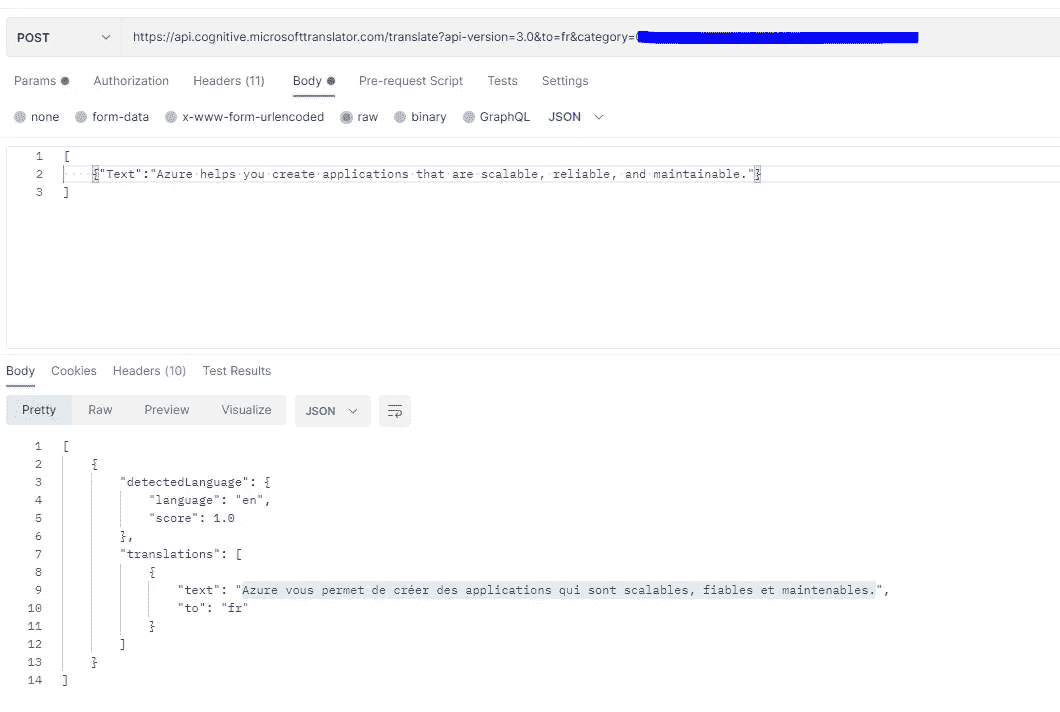 POST https://api.cognitive.microsofttranslator.com/translate?api-version=3.0&to=fr&category=
Params Authorization Headers (11) Body Pre-request Script Tests Settings
none form-data x-www-form-urlencoded raw binary GraphQL JSON
1 [
2 {"Text":"Azure helps you create applications that are scalable, reliable, and maintainable."}
3 ]
Body Cookies Headers (10) Test Results
Pretty Raw Preview Visualize JSON
1 [
2 {
3 "detectedLanguage": {
4 "language": "en",
5 "score": 1.0
6 },
7 "translations": [
8 {
9 "text": "Azure vous permet de créer des applications qui sont scalables, fiables et maintenables.",
10 "to": "fr"
11 }
12 ]
13 }
14 ]